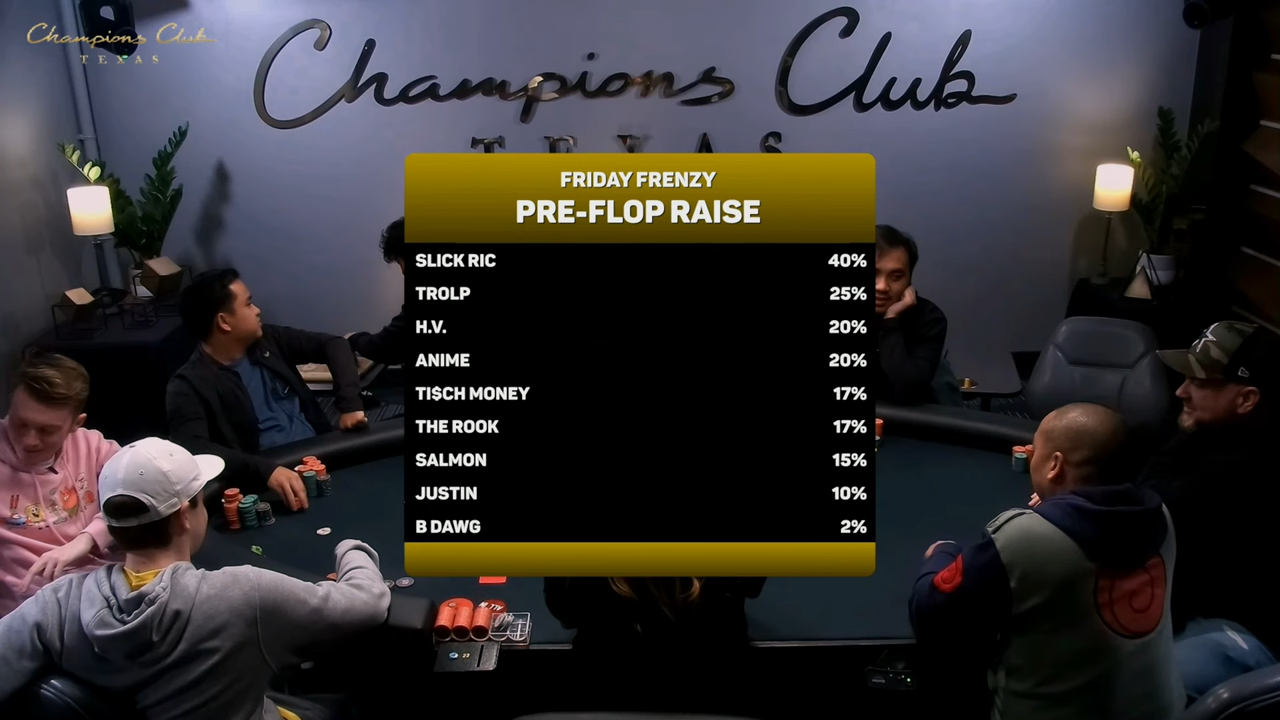 Champions Club
TEXAS
Champions Club
TEXAS
FRIDAY FRENZY
PRE-FLOP RAISE
SLICK RIC 40%
TROLP 25%
H.V. 20%
ANIME 20%
TI$CH MONEY 17%
THE ROOK 17%
SALMON 15%
JUSTIN 10%
B DAWG 2%